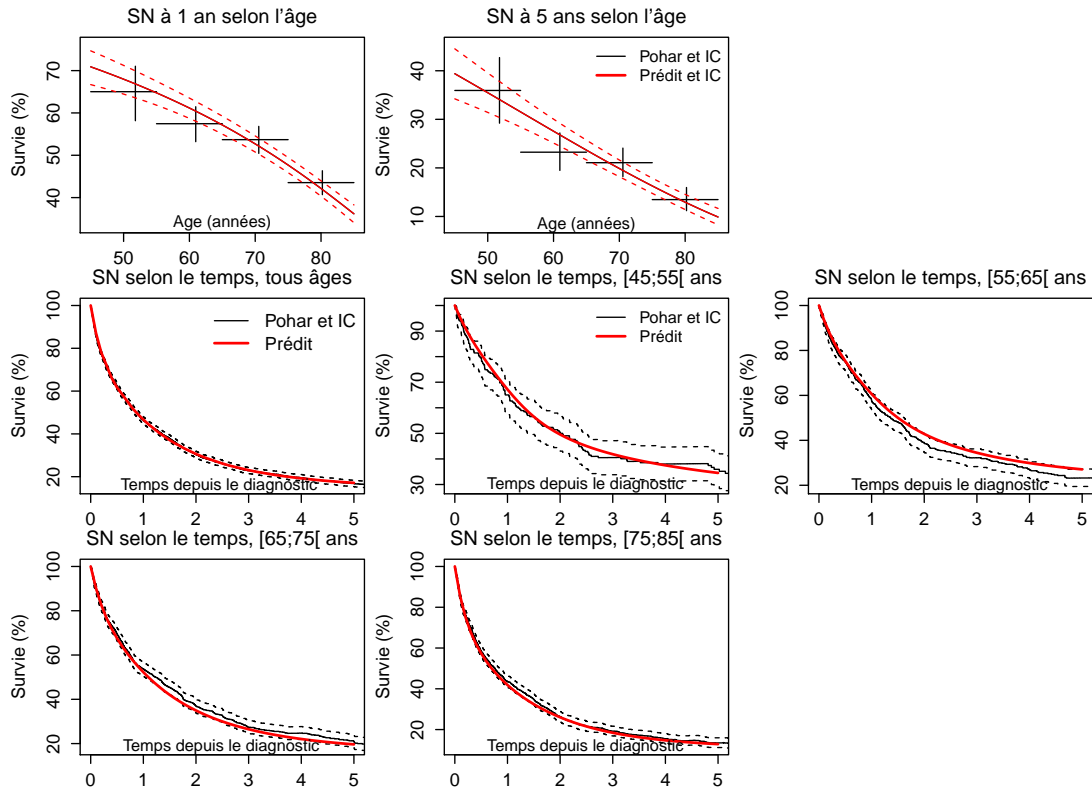 SN à 1 an selon l'âge
Survie (%)
70
60
50
40
Age (années)
50 60 70 80
SN à 5 ans selon l'âge
Pohar et IC
Prédit et IC
Survie (%)
40
30
20
10
Age (années)
50 60 70 80
SN selon le temps, tous âges
Pohar et IC
Prédit
Survie (%)
100
80
60
40
20
Temps depuis le diagnostic
0 1 2 3 4 5
SN selon le temps, [45;55[ ans
Pohar et IC
Prédit
Survie (%)
90
70
50
30
Temps depuis le diagnostic
0 1 2 3 4 5
SN selon le temps, [55;65[ ans
Survie (%)
100
80
60
40
20
Temps depuis le diagnostic
0 1 2 3 4 5
SN selon le temps, [65;75[ ans
Survie (%)
100
80
60
40
20
Temps depuis le diagnostic
0 1 2 3 4 5
SN selon le temps, [75;85[ ans
Survie (%)
100
80
60
40
20
Temps depuis le diagnostic
0 1 2 3 4 5